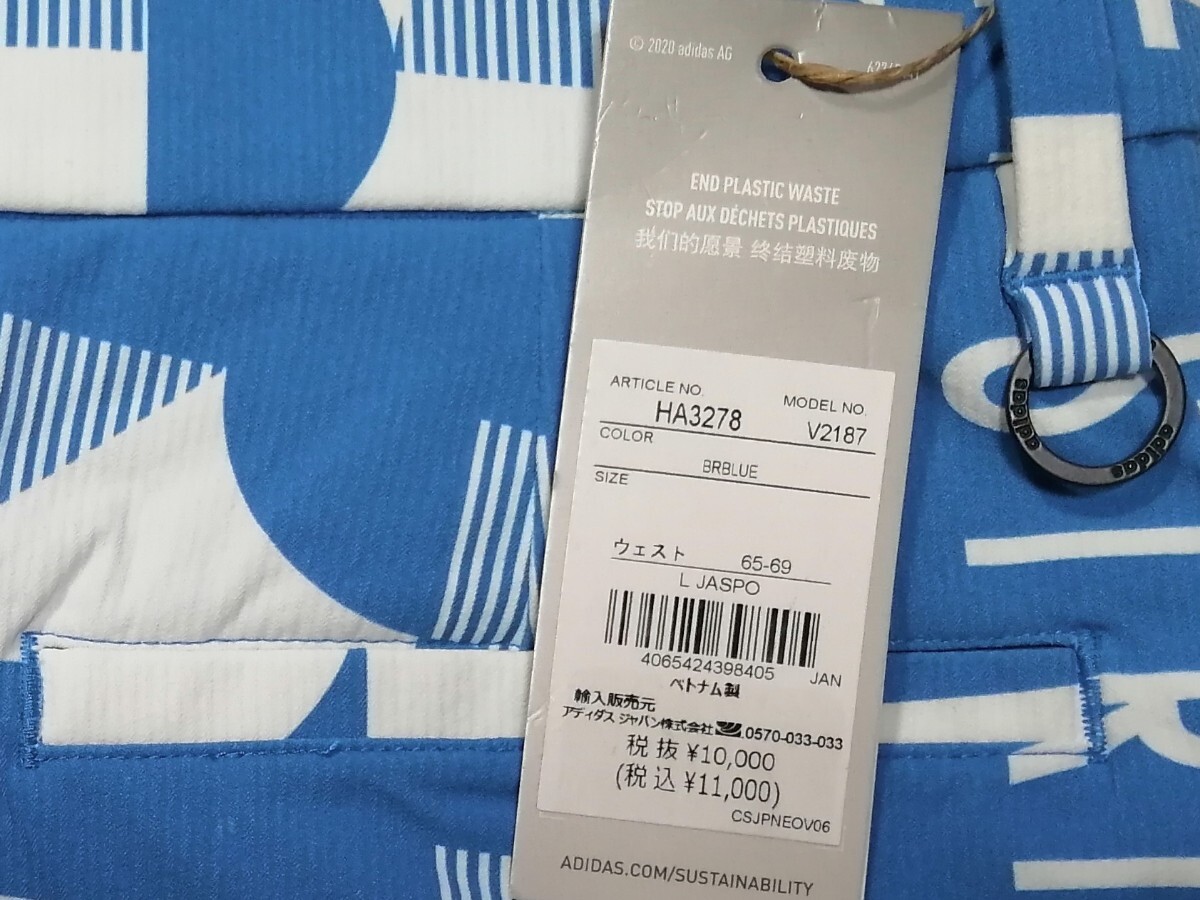 © 2020 adidas AG
END PLASTIC WASTE
STOP AUX DÉCHETS PLASTIQUES
我们的愿景 终结塑料废物
ARTICLE NO. MODEL NO.
HA3278 V2187
COLOR
BRBLUE
SIZE
ウェスト 65-69
L JASPO
4065424398405 JAN
ベトナム製
輸入販売元
アディダス ジャパン株式会社 0570-033-033
税抜 ¥10,000
(税込 ¥11,000)
CSJPNEOV06
ADIDAS.COM/SUSTAINABILITY
adidas
adidas